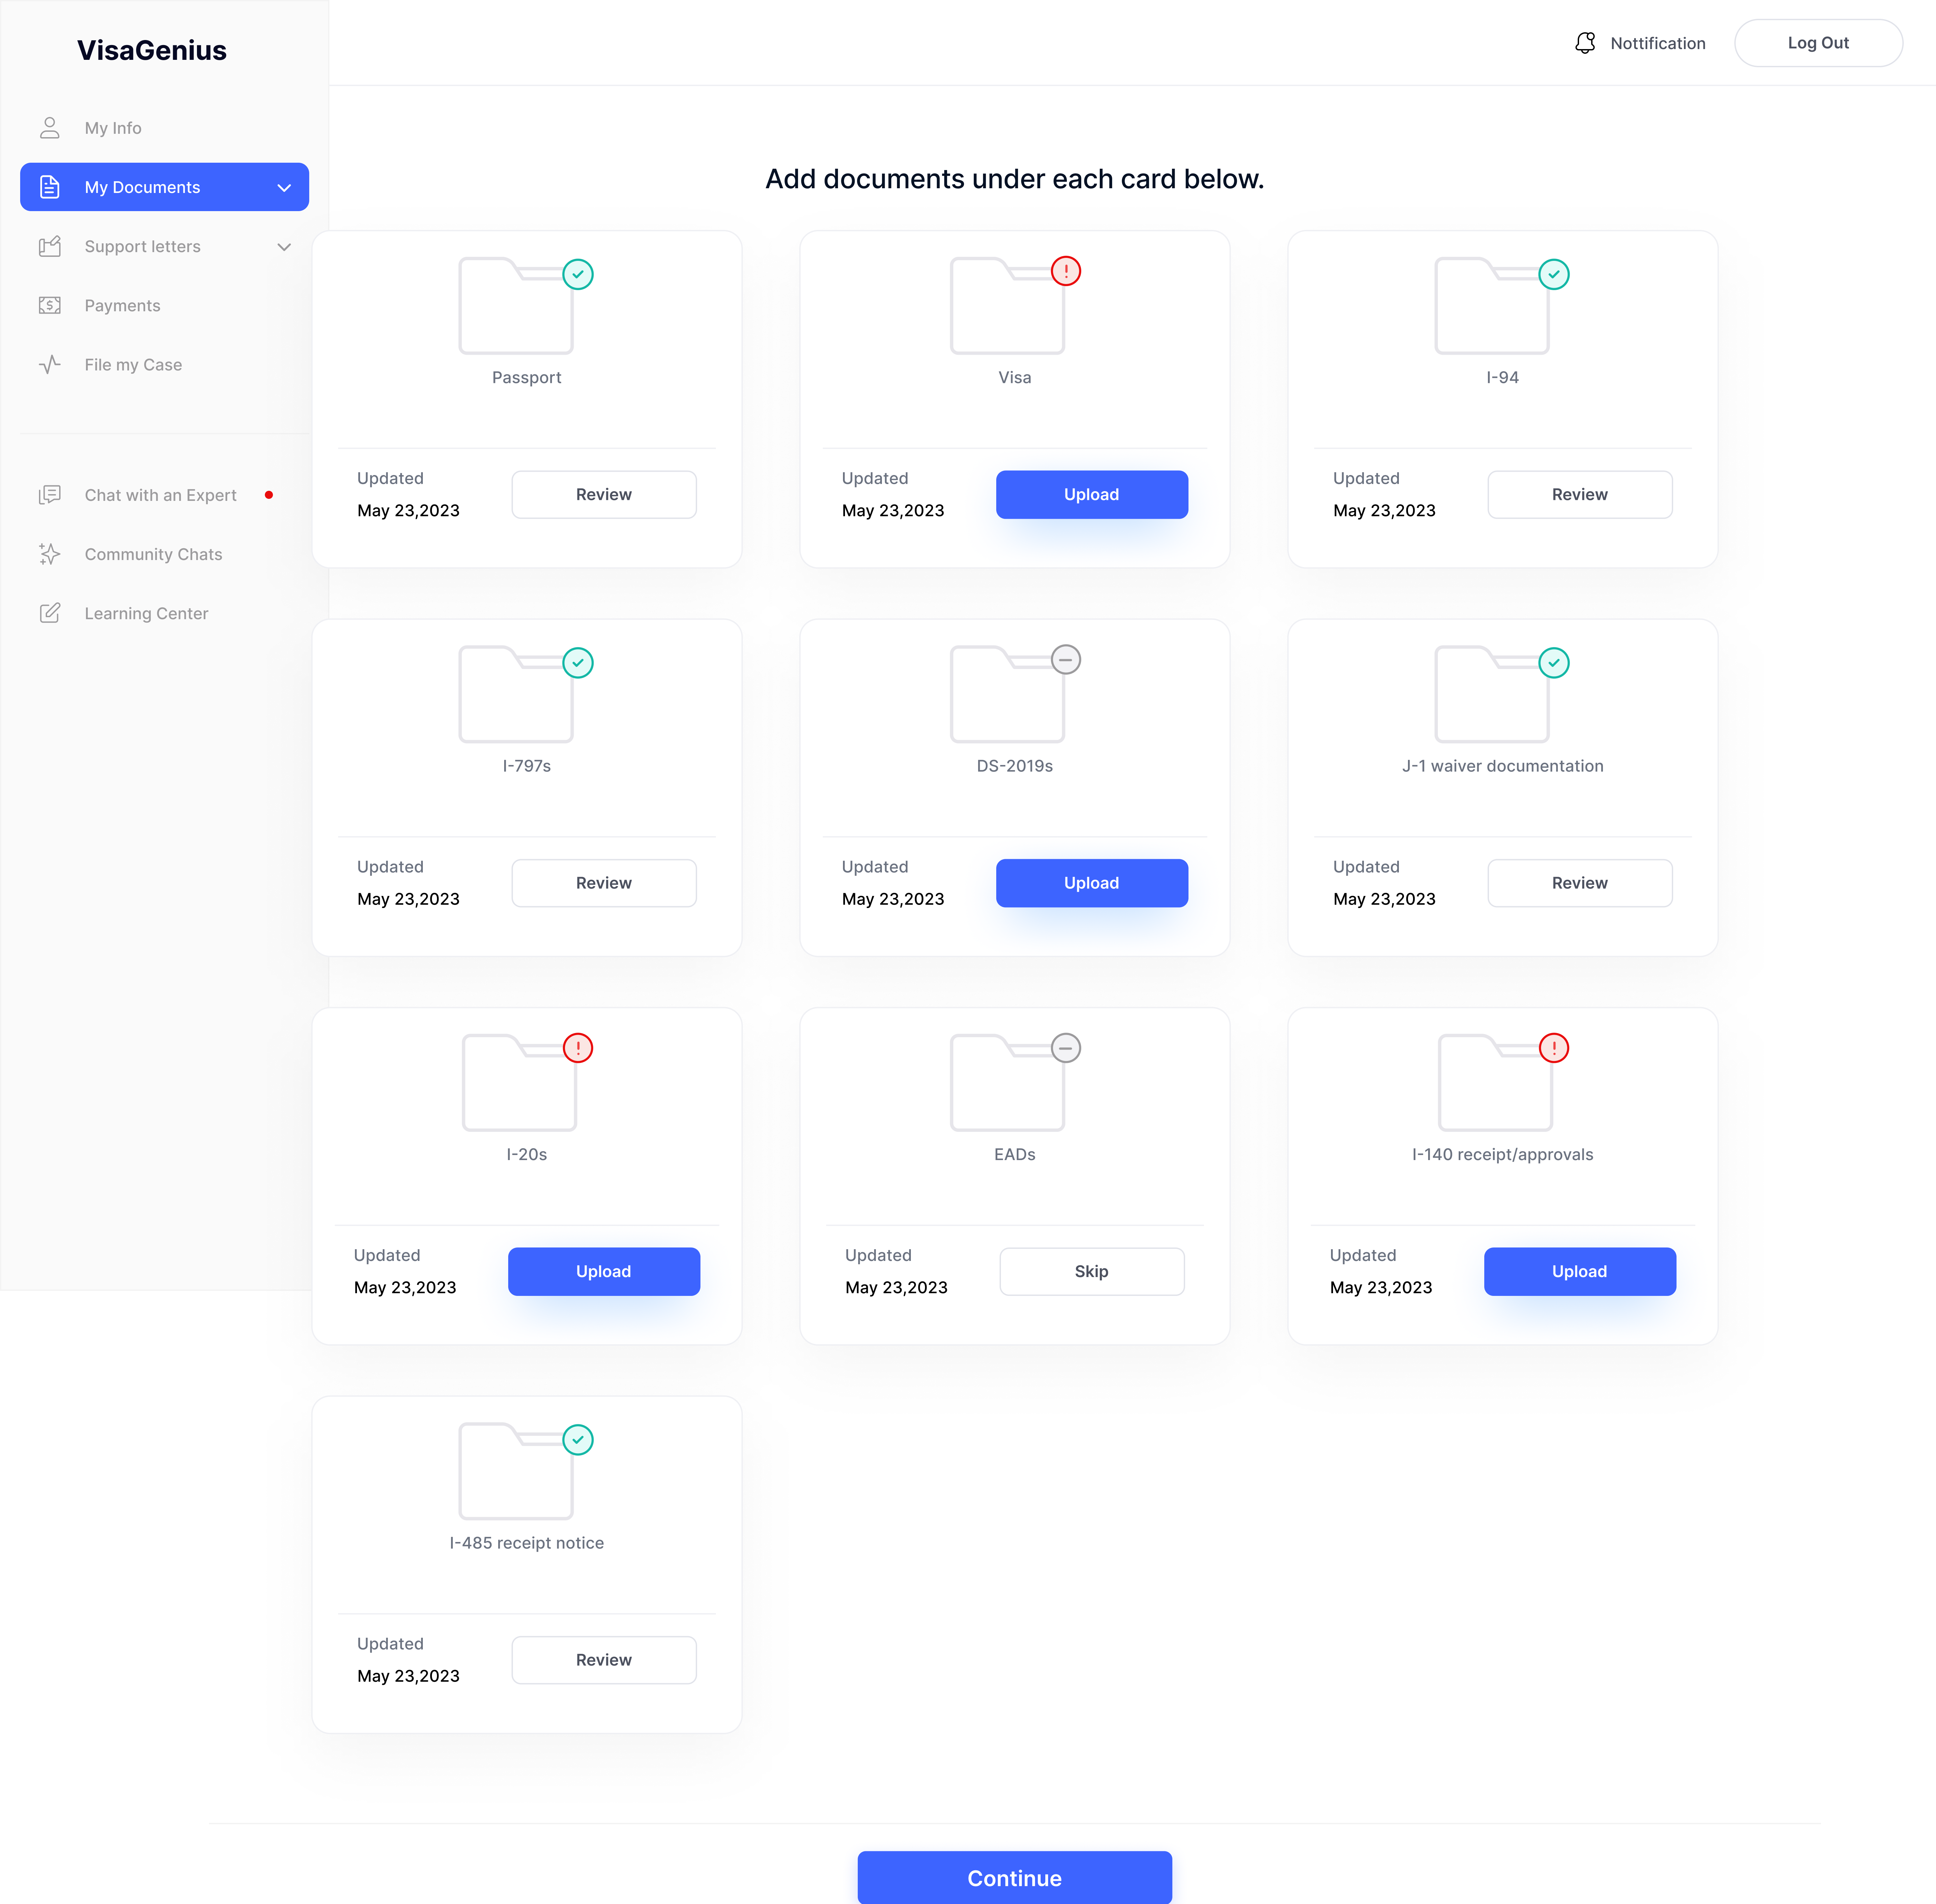 VisaGenius
Nottification
Log Out
My Info
My Documents
Support letters
Payments
File my Case
Chat with an Expert
Community Chats
Learning Center
Add documents under each card below.
Passport
Updated
May 23,2023
Review
Visa
Updated
May 23,2023
Upload
I-94
Updated
May 23,2023
Review
I-797s
Updated
May 23,2023
Review
DS-2019s
Updated
May 23,2023
Upload
J-1 waiver documentation
Updated
May 23,2023
Review
I-20s
Updated
May 23,2023
Upload
EADs
Updated
May 23,2023
Skip
I-140 receipt/approvals
Updated
May 23,2023
Upload
I-485 receipt notice
Updated
May 23,2023
Review
Continue